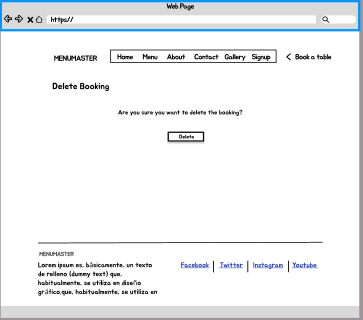 Web Page
https//
MENUMASTER
Home Menu About Contact Gallery Signup
Book a table
Delete Booking
Are you sure you want to delete the booking?
Delete
MENUMASTER
Lorem ipsum es, básicamente, un texto
de relleno (dummy text) que,
habitualmente, se utiliza en diseño
gráfico,que, habitualmente, se utiliza en
Facebook Twitter Instagram Youtube